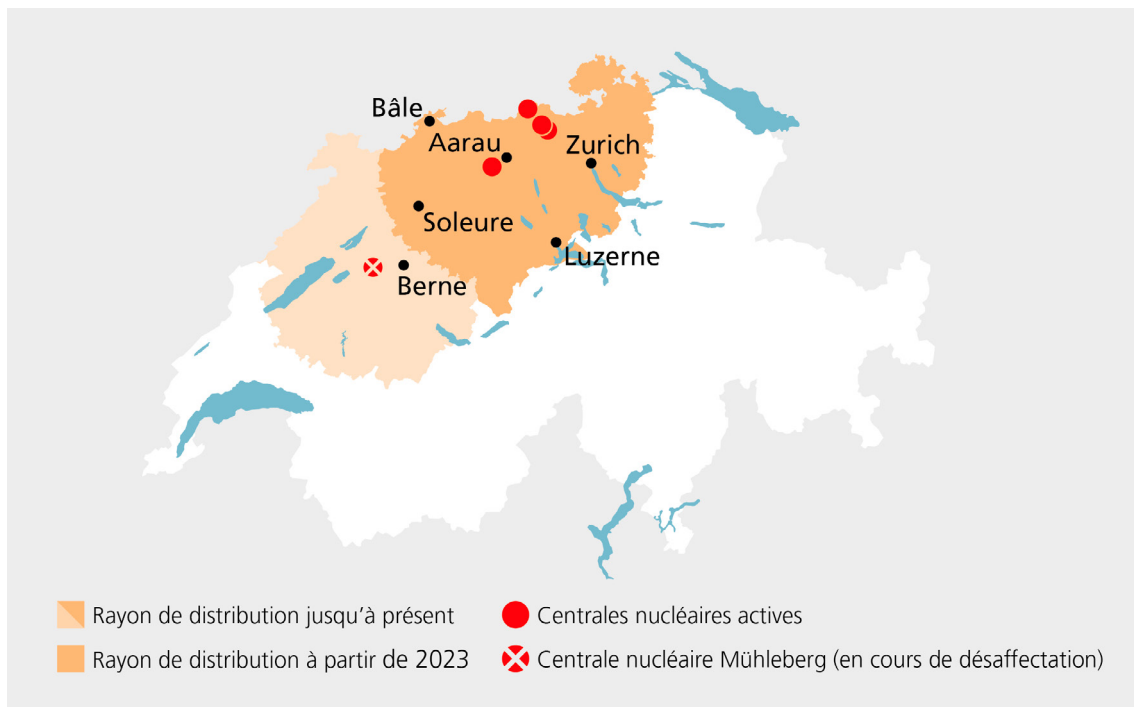 Bâle
Aarau
Zurich
Soleure
Luzerne
Berne
Rayon de distribution jusqu'à présent
Centrales nucléaires actives
Rayon de distribution à partir de 2023
Centrale nucléaire Mühleberg (en cours de désaffectation)